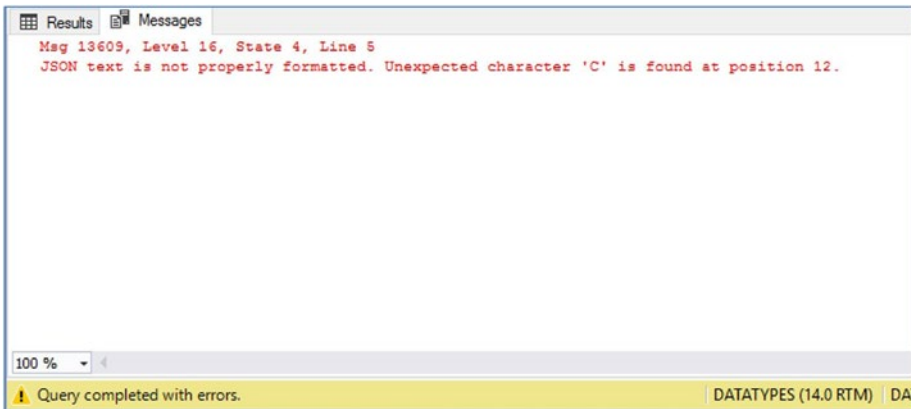 Results Messages
Msg 13609, Level 16, State 4, Line 5
JSON text is not properly formatted. Unexpected character 'C' is found at position 12.
100 %
Query completed with errors. DATATYPES (14.0 RTM) DA